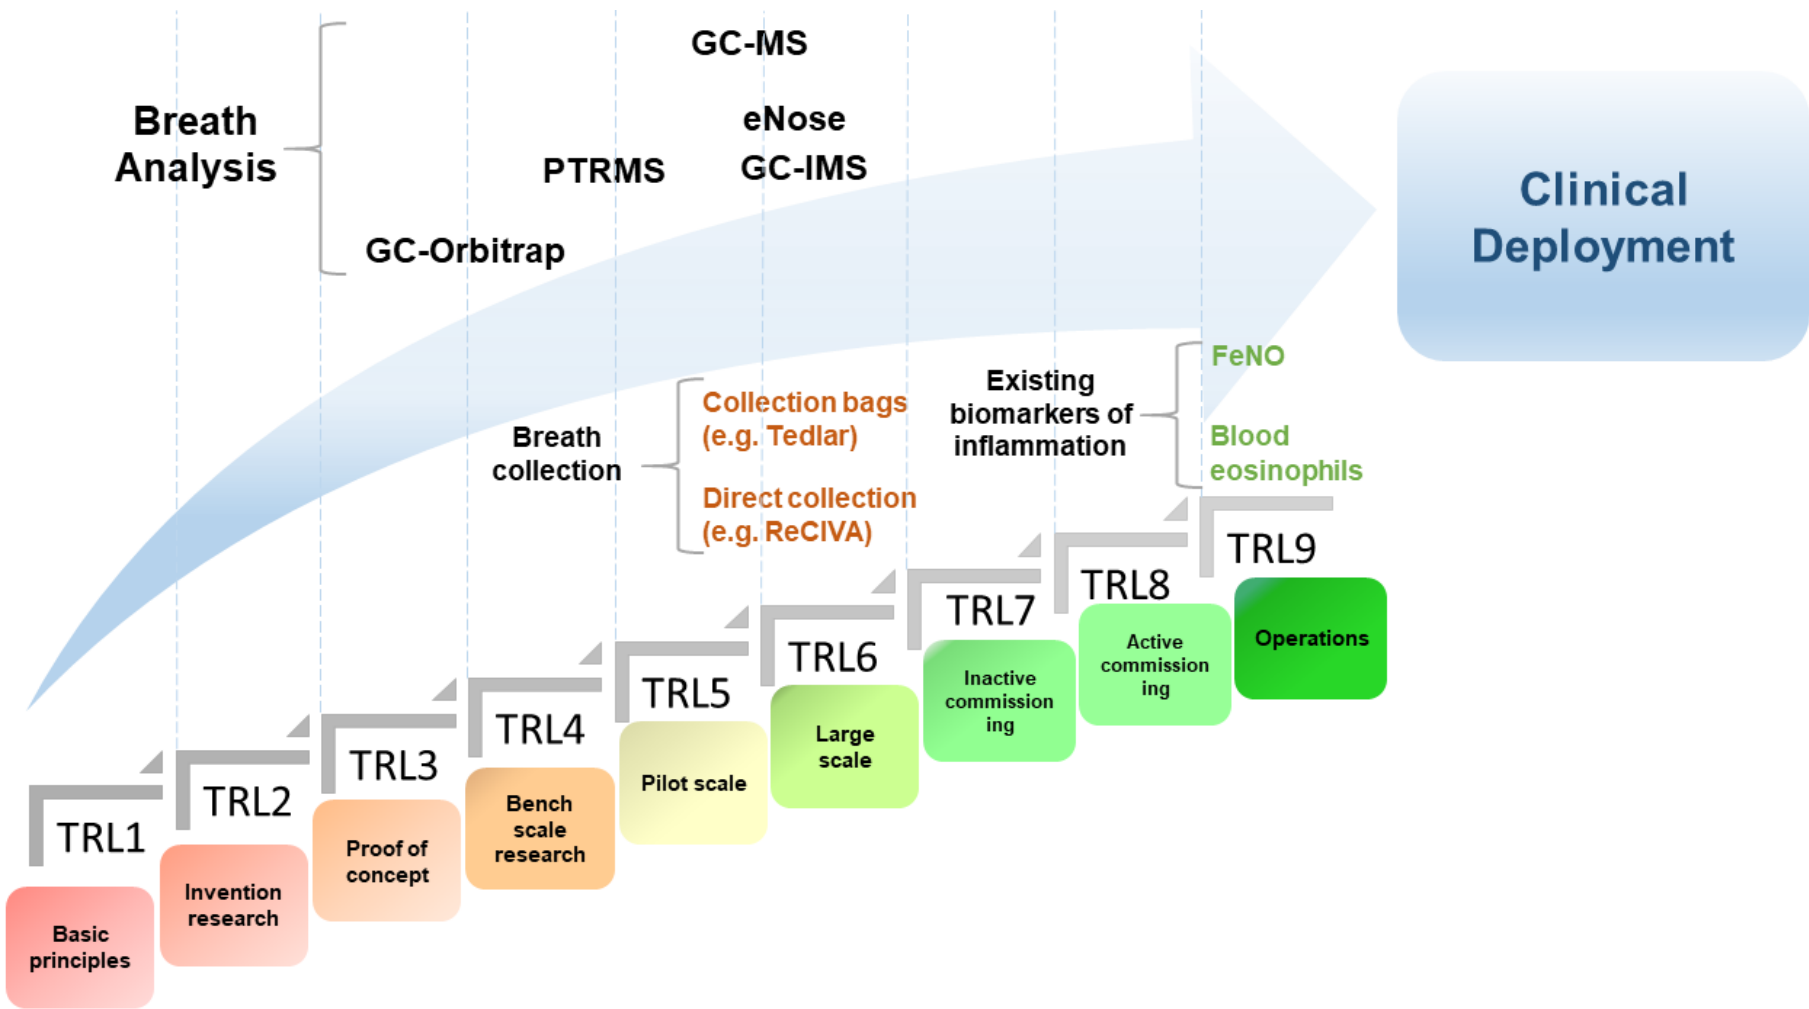 Breath
Analysis
GC-MS
eNose
PTRMS
GC-IMS
GC-Orbitrap
Clinical
Deployment
Breath
collection
Collection bags
(e.g. Tedlar)
Direct collection
(e.g. ReCIVA)
Existing
biomarkers of
inflammation
FeNO
Blood
eosinophils
TRL1
Basic
principles
TRL2
Invention
research
TRL3
Proof of
concept
TRL4
Bench
scale
research
TRL5
Pilot scale
TRL6
Large
scale
TRL7
Inactive
commission
ing
TRL8
Active
commission
ing
TRL9
Operations